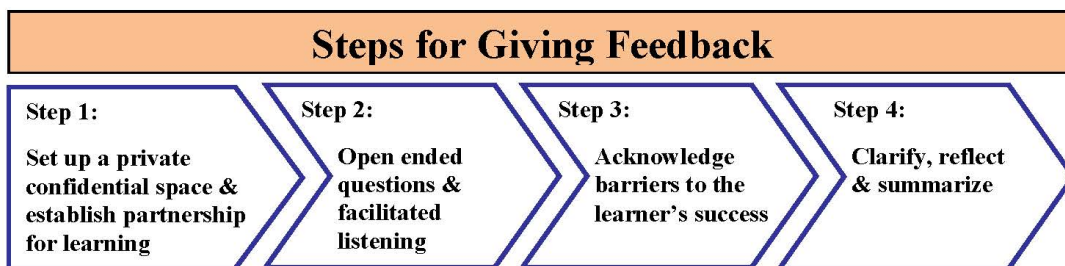 Steps for Giving Feedback
Step 1:
Set up a private
confidential space &
establish partnership
for learning
Step 2:
Open ended
questions &
facilitated
listening
Step 3:
Acknowledge
barriers to the
learner's success
Step 4:
Clarify, reflect
& summarize